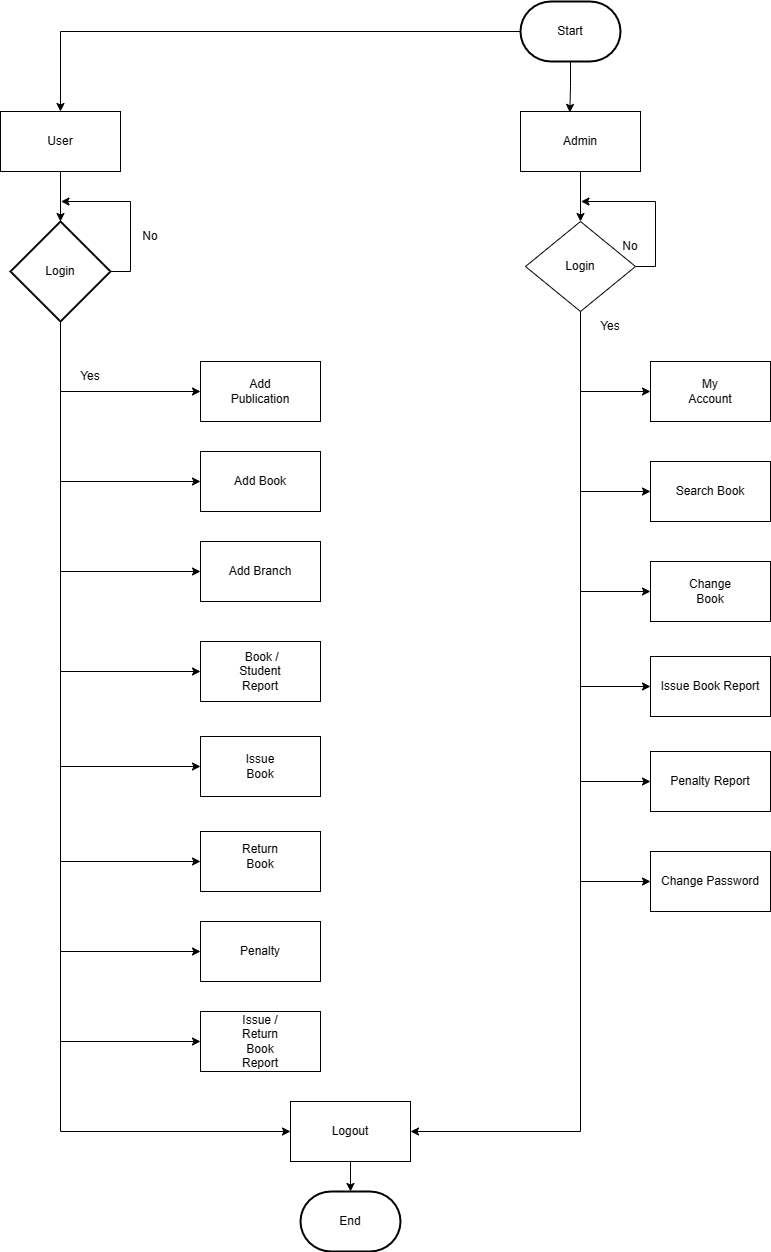 Start
User
Admin
No
No
Login
Login
Yes
Yes
Add
Publication
My
Account
Add Book
Search Book
Add Branch
Change
Book
Book /
Student
Report
Issue Book Report
Issue
Book
Penalty Report
Return
Book
Change Password
Penalty
Issue /
Return
Book
Report
Logout
End